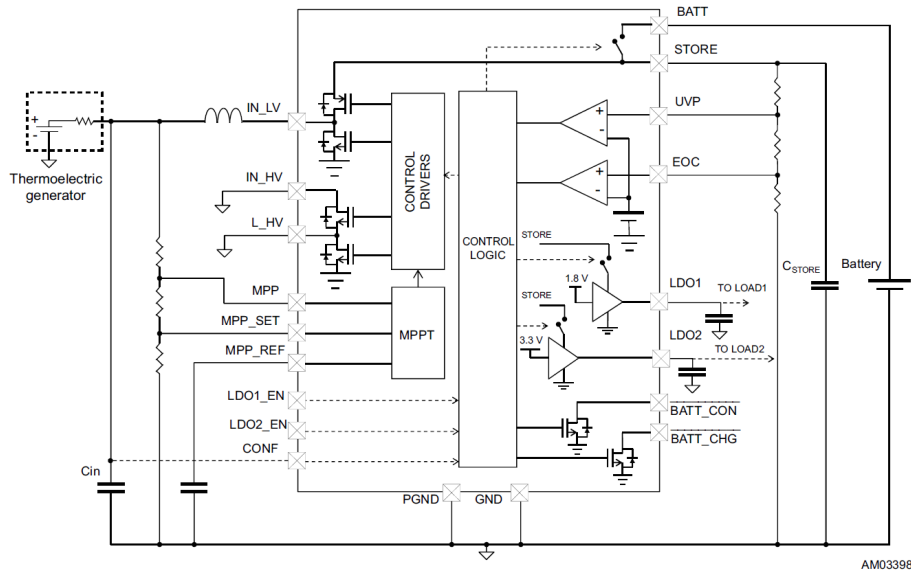 BATT
STORE
IN_LV
UVP
+
-
Thermoelectric
generator
+
-
IN_HV
EOC
+
-
CONTROL
DRIVERS
L_HV
CONTROL
LOGIC
STORE
1.8 V
LDO1
TO LOAD1
CSTORE
Battery
MPP
MPPT
STORE
MPP_SET
LDO2
3.3 V
TO LOAD2
MPP_REF
LDO1_EN
BATT_CON
LDO2_EN
BATT_CHG
CONF
Cin
PGND
GND
AM03398